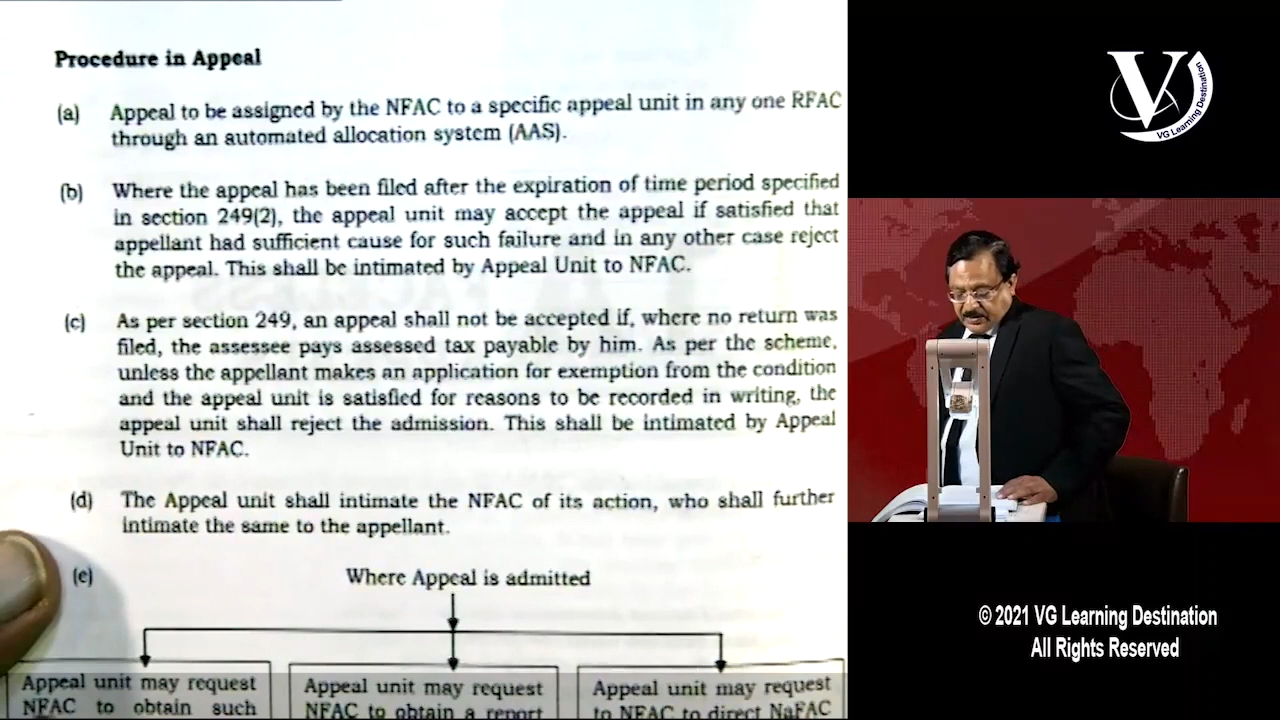 Procedure in Appeal
(a) Appeal to be assigned by the NFAC to a specific appeal unit in any one RFAC
through an automated allocation system (AAS).
(b) Where the appeal has been filed after the expiration of time period specified
in section 249(2), the appeal unit may accept the appeal if satisfied that
appellant had sufficient cause for such failure and in any other case reject
the appeal. This shall be intimated by Appeal Unit to NFAC.
(c) As per section 249, an appeal shall not be accepted if, where no return was
filed, the assessee pays assessed tax payable by him. As per the scheme,
unless the appellant makes an application for exemption from the condition
and the appeal unit is satisfied for reasons to be recorded in writing, the
appeal unit shall reject the admission. This shall be intimated by Appeal
Unit to NFAC.
(d) The Appeal unit shall intimate the NFAC of its action, who shall further
intimate the same to the appellant.
(e) Where Appeal is admitted
Appeal unit may request
NFAC to obtain such
Appeal unit may request
NFAC to obtain a report
Appeal unit may request
to NFAC to direct NaFAC
V
VG Learning Destination
© 2021 VG Learning Destination
All Rights Reserved